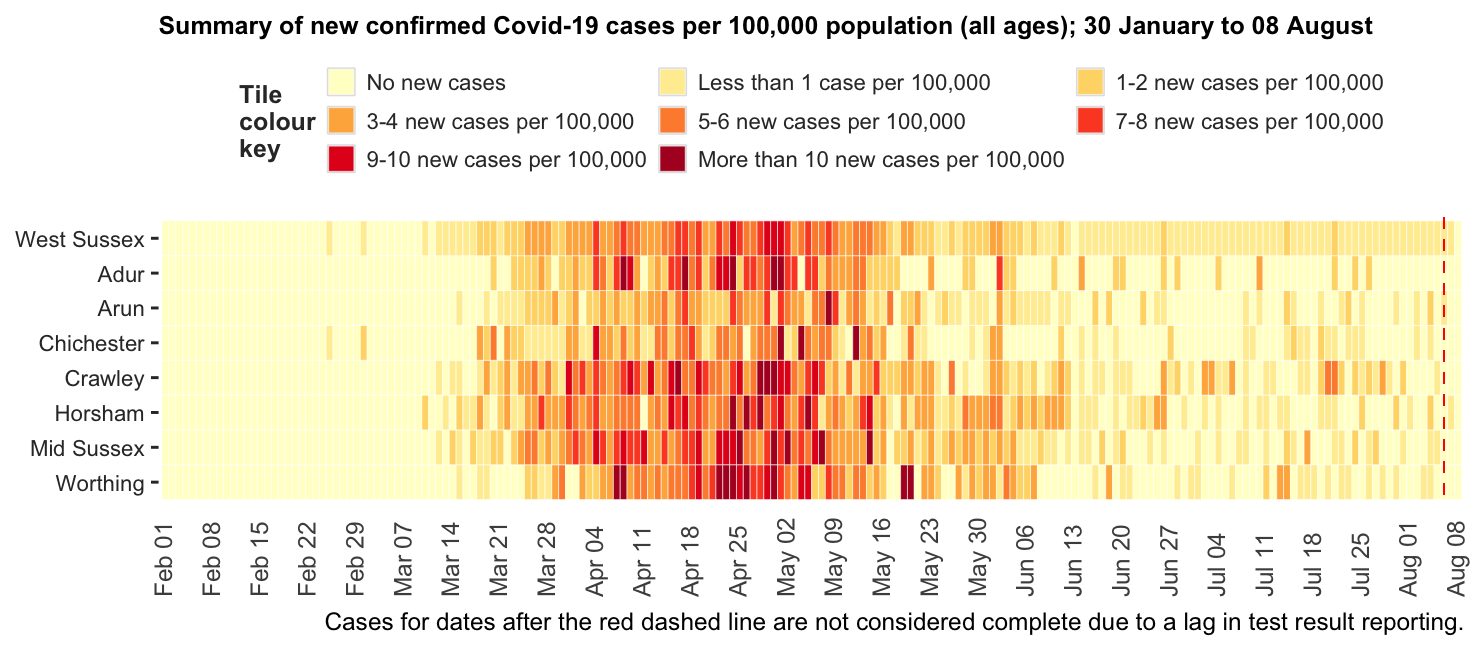 Summary of new confirmed Covid-19 cases per 100,000 population (all ages); 30 January to 08 August
Tile
colour
key
No new cases
Less than 1 case per 100,000
1-2 new cases per 100,000
3-4 new cases per 100,000
5-6 new cases per 100,000
7-8 new cases per 100,000
9-10 new cases per 100,000
More than 10 new cases per 100,000
West Sussex
Adur
Arun
Chichester
Crawley
Horsham
Mid Sussex
Worthing
Feb 01
Feb 08
Feb 15
Feb 22
Feb 29
Mar 07
Mar 14
Mar 21
Mar 28
Apr 04
Apr 11
Apr 18
Apr 25
May 02
May 09
May 16
May 23
May 30
Jun 06
Jun 13
Jun 20
Jun 27
Jul 04
Jul 11
Jul 18
Jul 25
Aug 01
Aug 08
Cases for dates after the red dashed line are not considered complete due to a lag in test result reporting.